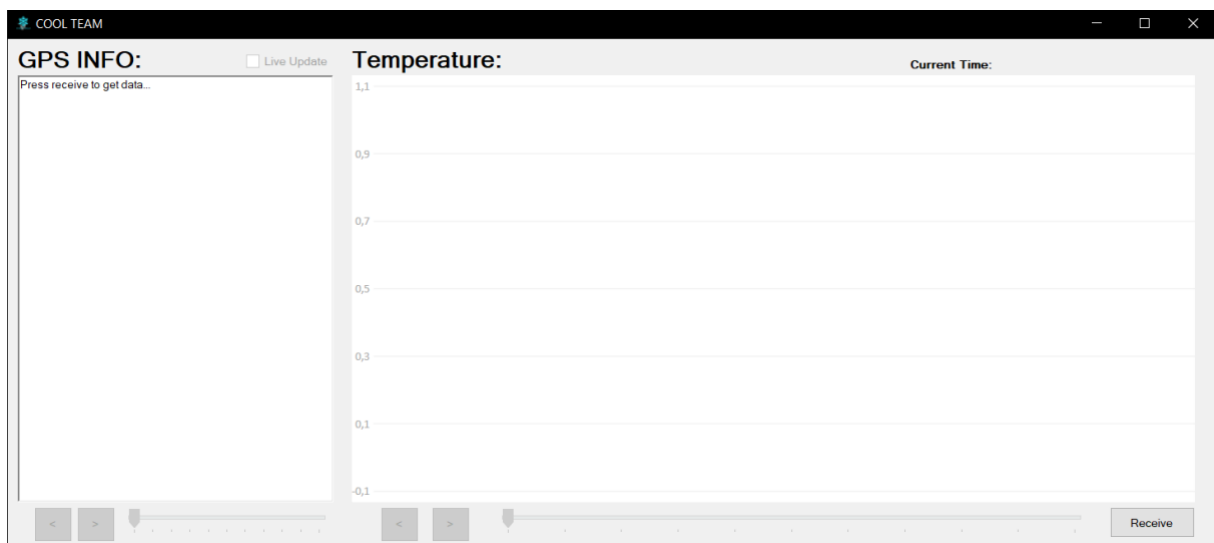 COOL TEAM
GPS INFO:
Live Update
Temperature:
Current Time:
Press receive to get data...
1,1
0,9
0,7
0,5
0,3
0,1
-0,1
< >
< >
Receive